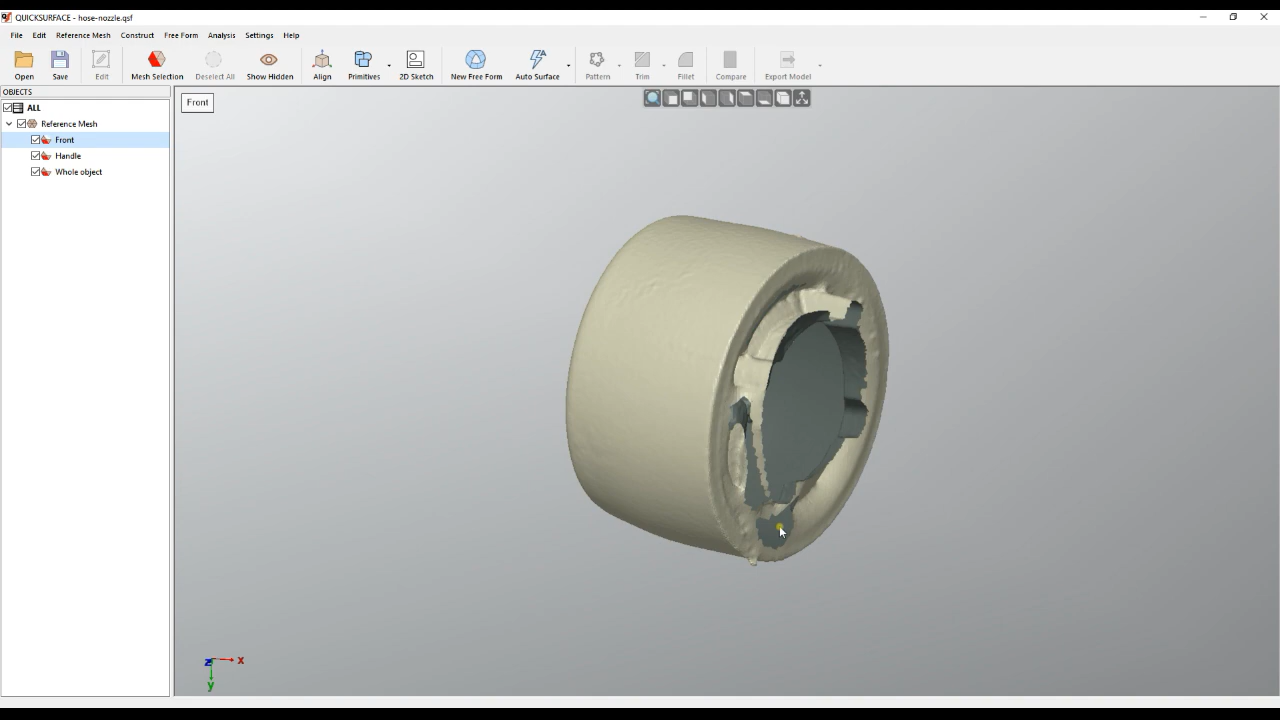 QUICKSURFACE - hose-nozzle.qsf
File Edit Reference Mesh Construct Free Form Analysis Settings Help
Open Save Edit Mesh Selection Deselect All Show Hidden Align Primitives 2D Sketch New Free Form Auto Surface Pattern Trim Fillet Compare Export Model
OBJECTS
ALL
Reference Mesh
Front
Handle
Whole object
Front
z x
y